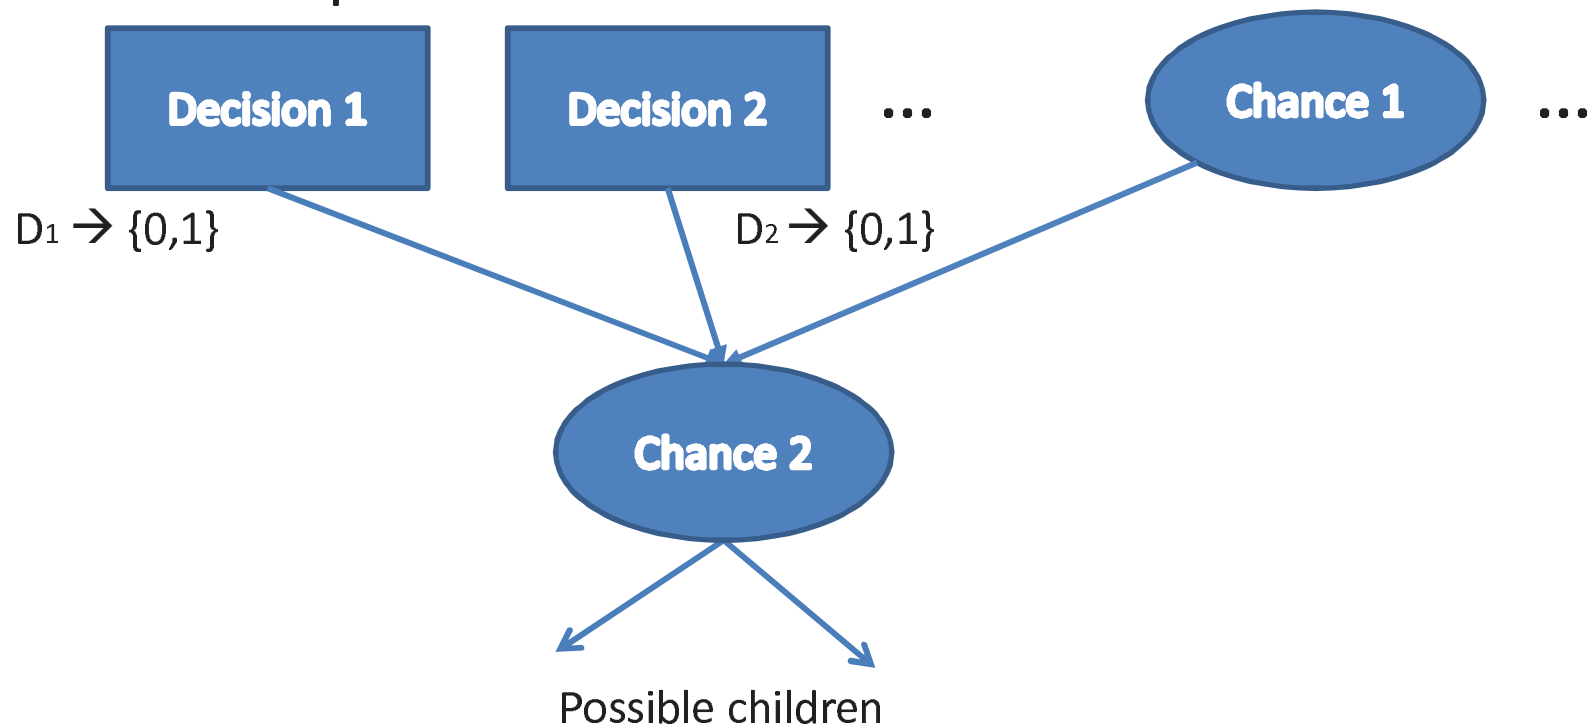 Decision 1 Decision 2 ... Chance 1 ...
D1 → {0,1} D2 → {0,1}
Chance 2
Possible children